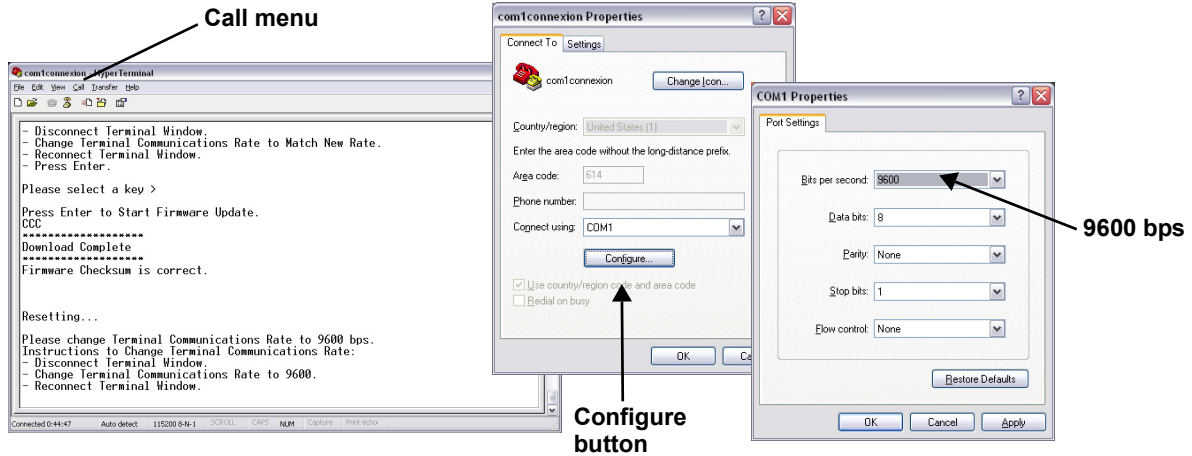 Call menu
com1connexion - HyperTerminal
File Edit View Call Transfer Help
- Disconnect Terminal Window.
- Change Terminal Communications Rate to Match New Rate.
- Reconnect Terminal Window.
- Press Enter.
Please select a key >
Press Enter to Start Firmware Update.
CCC
*******************
Download Complete
*******************
Firmware Checksum is correct.
Resetting...
Please change Terminal Communications Rate to 9600 bps.
Instructions to Change Terminal Communications Rate:
- Disconnect Terminal Window.
- Change Terminal Communications Rate to 9600.
- Reconnect Terminal Window.
Connected 0:44:47 Auto detect 115200 8-N-1 SCROLL CAPS NUM Capture Print echo
com1connexion Properties
Connect To Settings
com1connexion Change Icon...
Country/region: United States (1)
Enter the area code without the long-distance prefix.
Area code: 614
Phone number:
Connect using: COM1
Configure...
Use country/region code and area code
Redial on busy
OK Ca
Configure
button
COM1 Properties
Port Settings
Bits per second: 9600
Data bits: 8
Parity: None
Stop bits: 1
Flow control: None
Restore Defaults
OK Cancel Apply
9600 bps